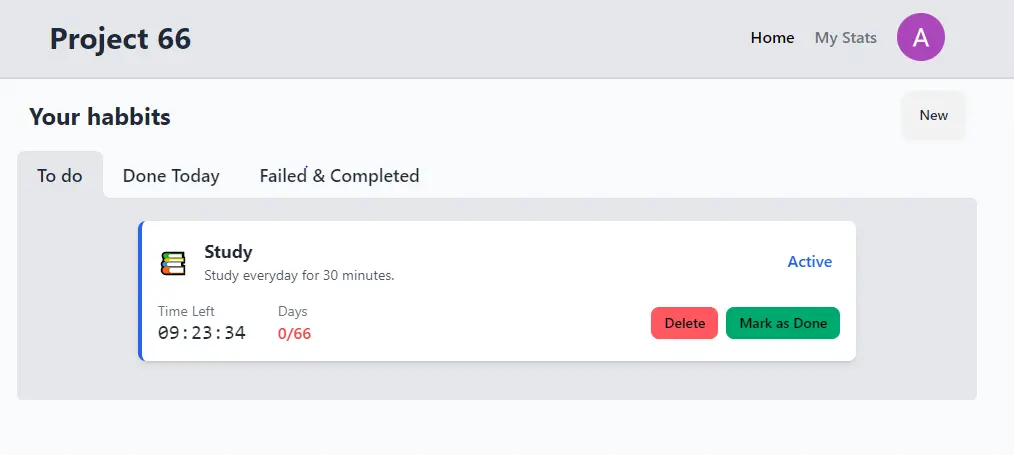 Project 66
Home My Stats A
Your habbits
New
To do Done Today Failed & Completed
Study
Study everyday for 30 minutes.
Active
Time Left Days
09:23:34 0/66
Delete Mark as Done